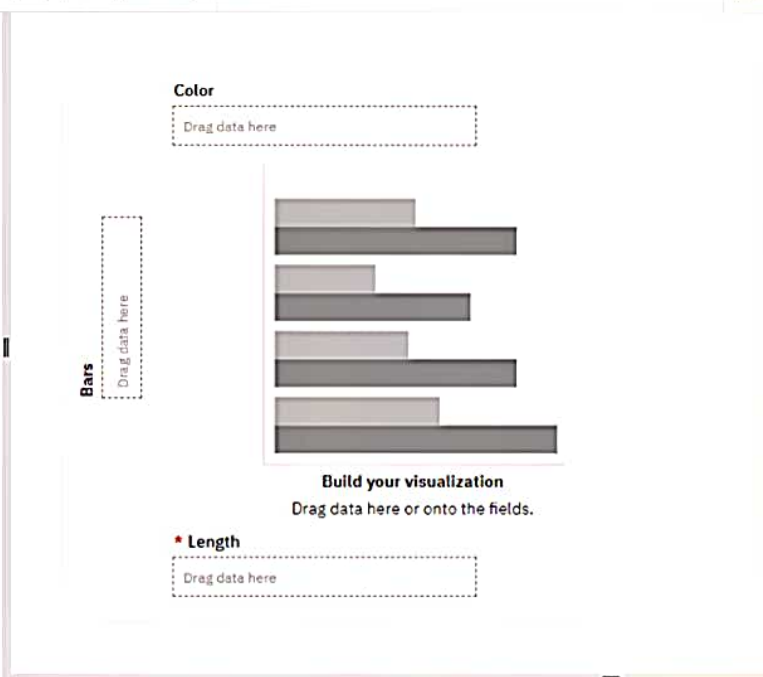 Color
Drag data here
Drag data here
Bars
Build your visualization
Drag data here or onto the fields.
* Length
Drag data here